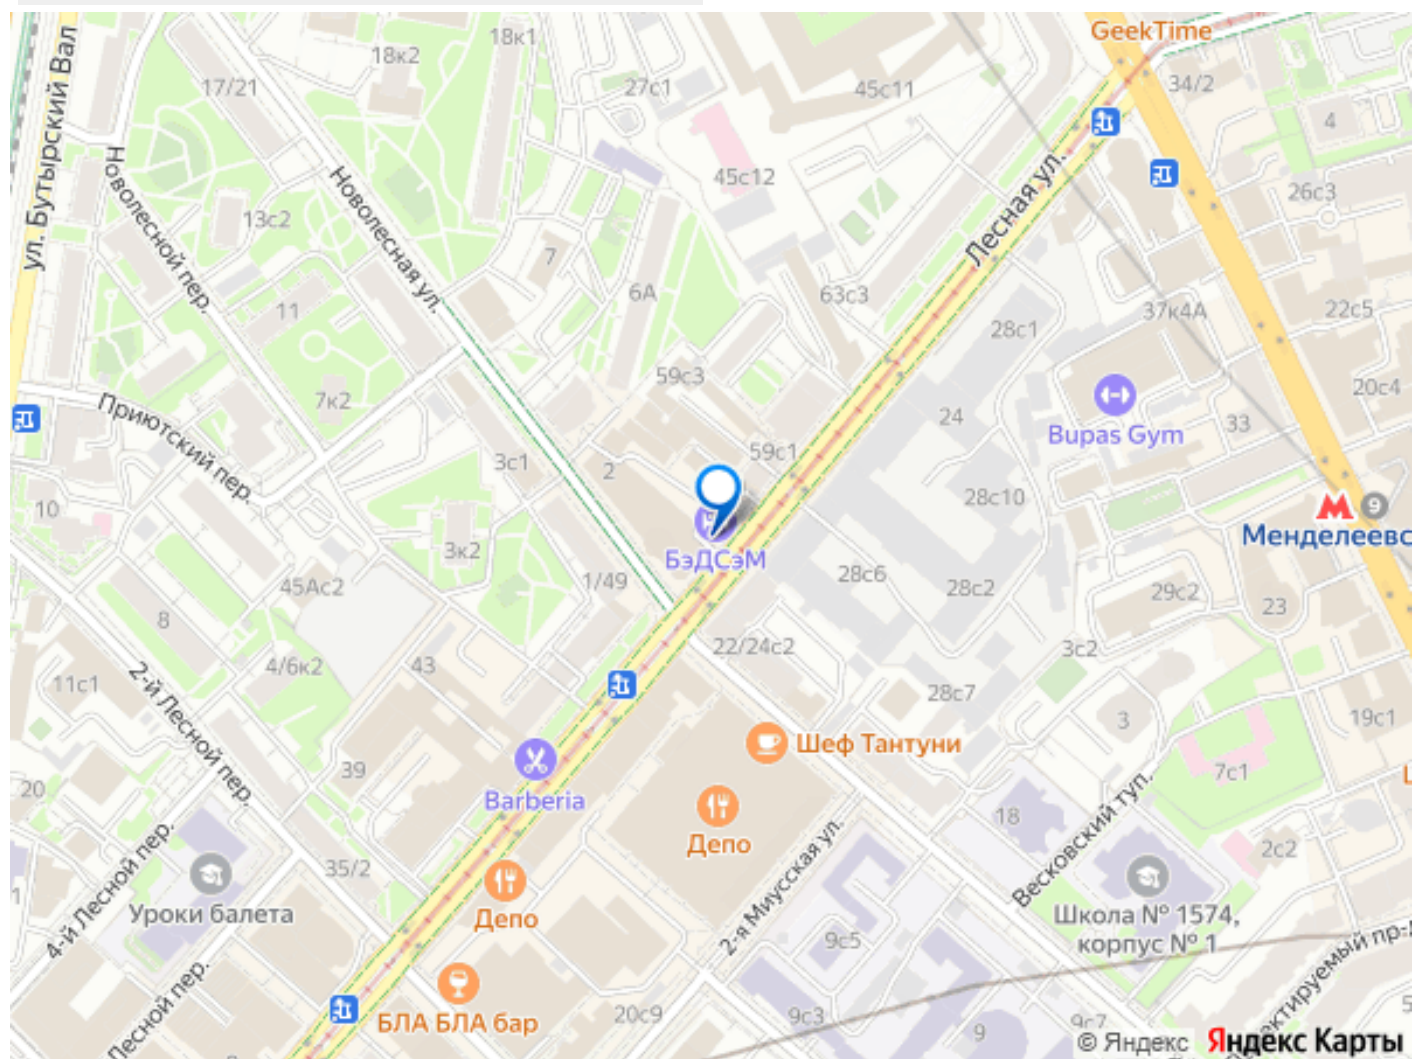 GeekTime
18к1
18к2
17/21
27с1
45с11
34/2
4
ул. Бутырский Вал
Новолесной пер.
Новолесная ул.
45с12
26с3
13с2
Лесная ул.
7
6А
63с3
11
28с1
37к4А
22с5
59с3
20с4
7к2
Приютский пер.
24
33
Bupas Gym
3с1
2
59с1
28с10
10
9
Менделеевс
3к2
БэДСэМ
45Ас2
1/49
28с6
28с2
29с2
23
8
22/24с2
3с2
4/6к2
43
11с1
2-й Лесной пер.
28с7
3
19с1
Шеф Тантуни
39
7с1
20
Barberia
Депо
18
Весковский туп.
2с2
35/2
4-й Лесной пер.
2-я Миусская ул.
Уроки балета
Депо
Школа № 1574,
корпус № 1
9с5
Лесной пер.
БЛА БЛА бар
20с9
9с3
9
9с7
© Яндекс
Яндекс Карты